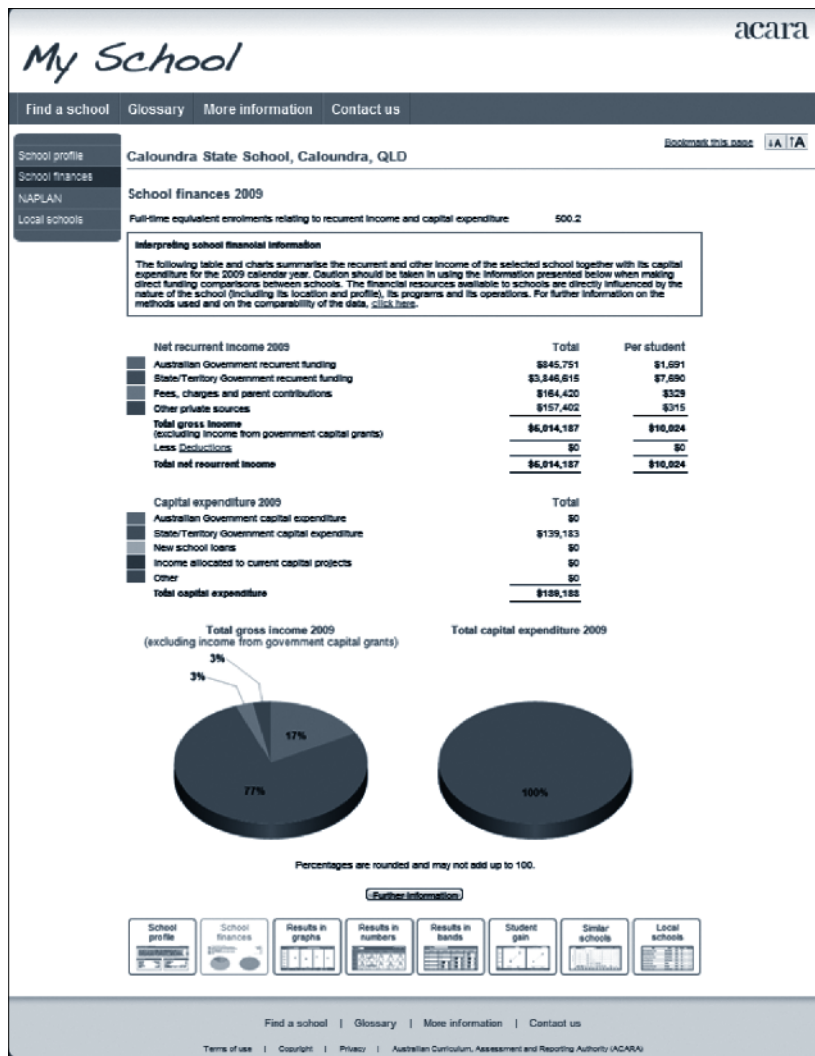 acara
My School
Find a school Glossary More information Contact us
Bookmark this page ↓A ↑A
School profile
School finances
NAPLAN
Local schools
Caloundra State School, Caloundra, QLD
School finances 2009
Full-time equivalent enrolments relating to recurrent income and capital expenditure 500.2
Interpreting school financial information
The following table and charts summarise the recurrent and other income of the selected school together with its capital
expenditure for the 2009 calendar year. Caution should be taken in using the information presented below when making
direct funding comparisons between schools. The financial resources available to schools are directly influenced by the
nature of the school (including its location and profile), its programs and its operations. For further information on the
methods used and on the comparability of the data, click here.
Net recurrent income 2009 Total Per student
Australian Government recurrent funding $845,751 $1,691
State/Territory Government recurrent funding $3,846,615 $7,690
Fees, charges and parent contributions $164,420 $329
Other private sources $157,402 $315
Total gross income
(excluding income from government capital grants) $5,014,187 $10,024
Less Deductions $0 $0
Total net recurrent income $5,014,187 $10,024
Capital expenditure 2009 Total
Australian Government capital expenditure $0
State/Territory Government capital expenditure $139,183
New school loans $0
Income allocated to current capital projects $0
Other $0
Total capital expenditure $139,183
Total gross income 2009
(excluding income from government capital grants)
Total capital expenditure 2009
3%
3%
17%
77%
100%
Percentages are rounded and may not add up to 100.
Further information
School profile
School finances
Results in graphs
Results in numbers
Results in bands
Student gain
Similar schools
Local schools
Find a school | Glossary | More information | Contact us
Terms of use | Copyright | Privacy | Australian Curriculum, Assessment and Reporting Authority (ACARA)